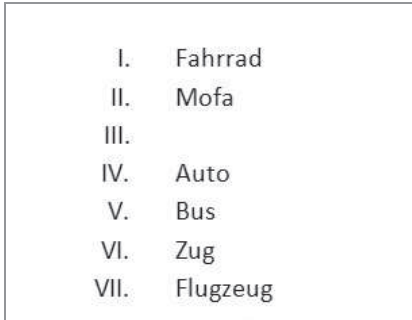 I. Fahrrad
II. Mofa
III.
IV. Auto
V. Bus
VI. Zug
VII. Flugzeug